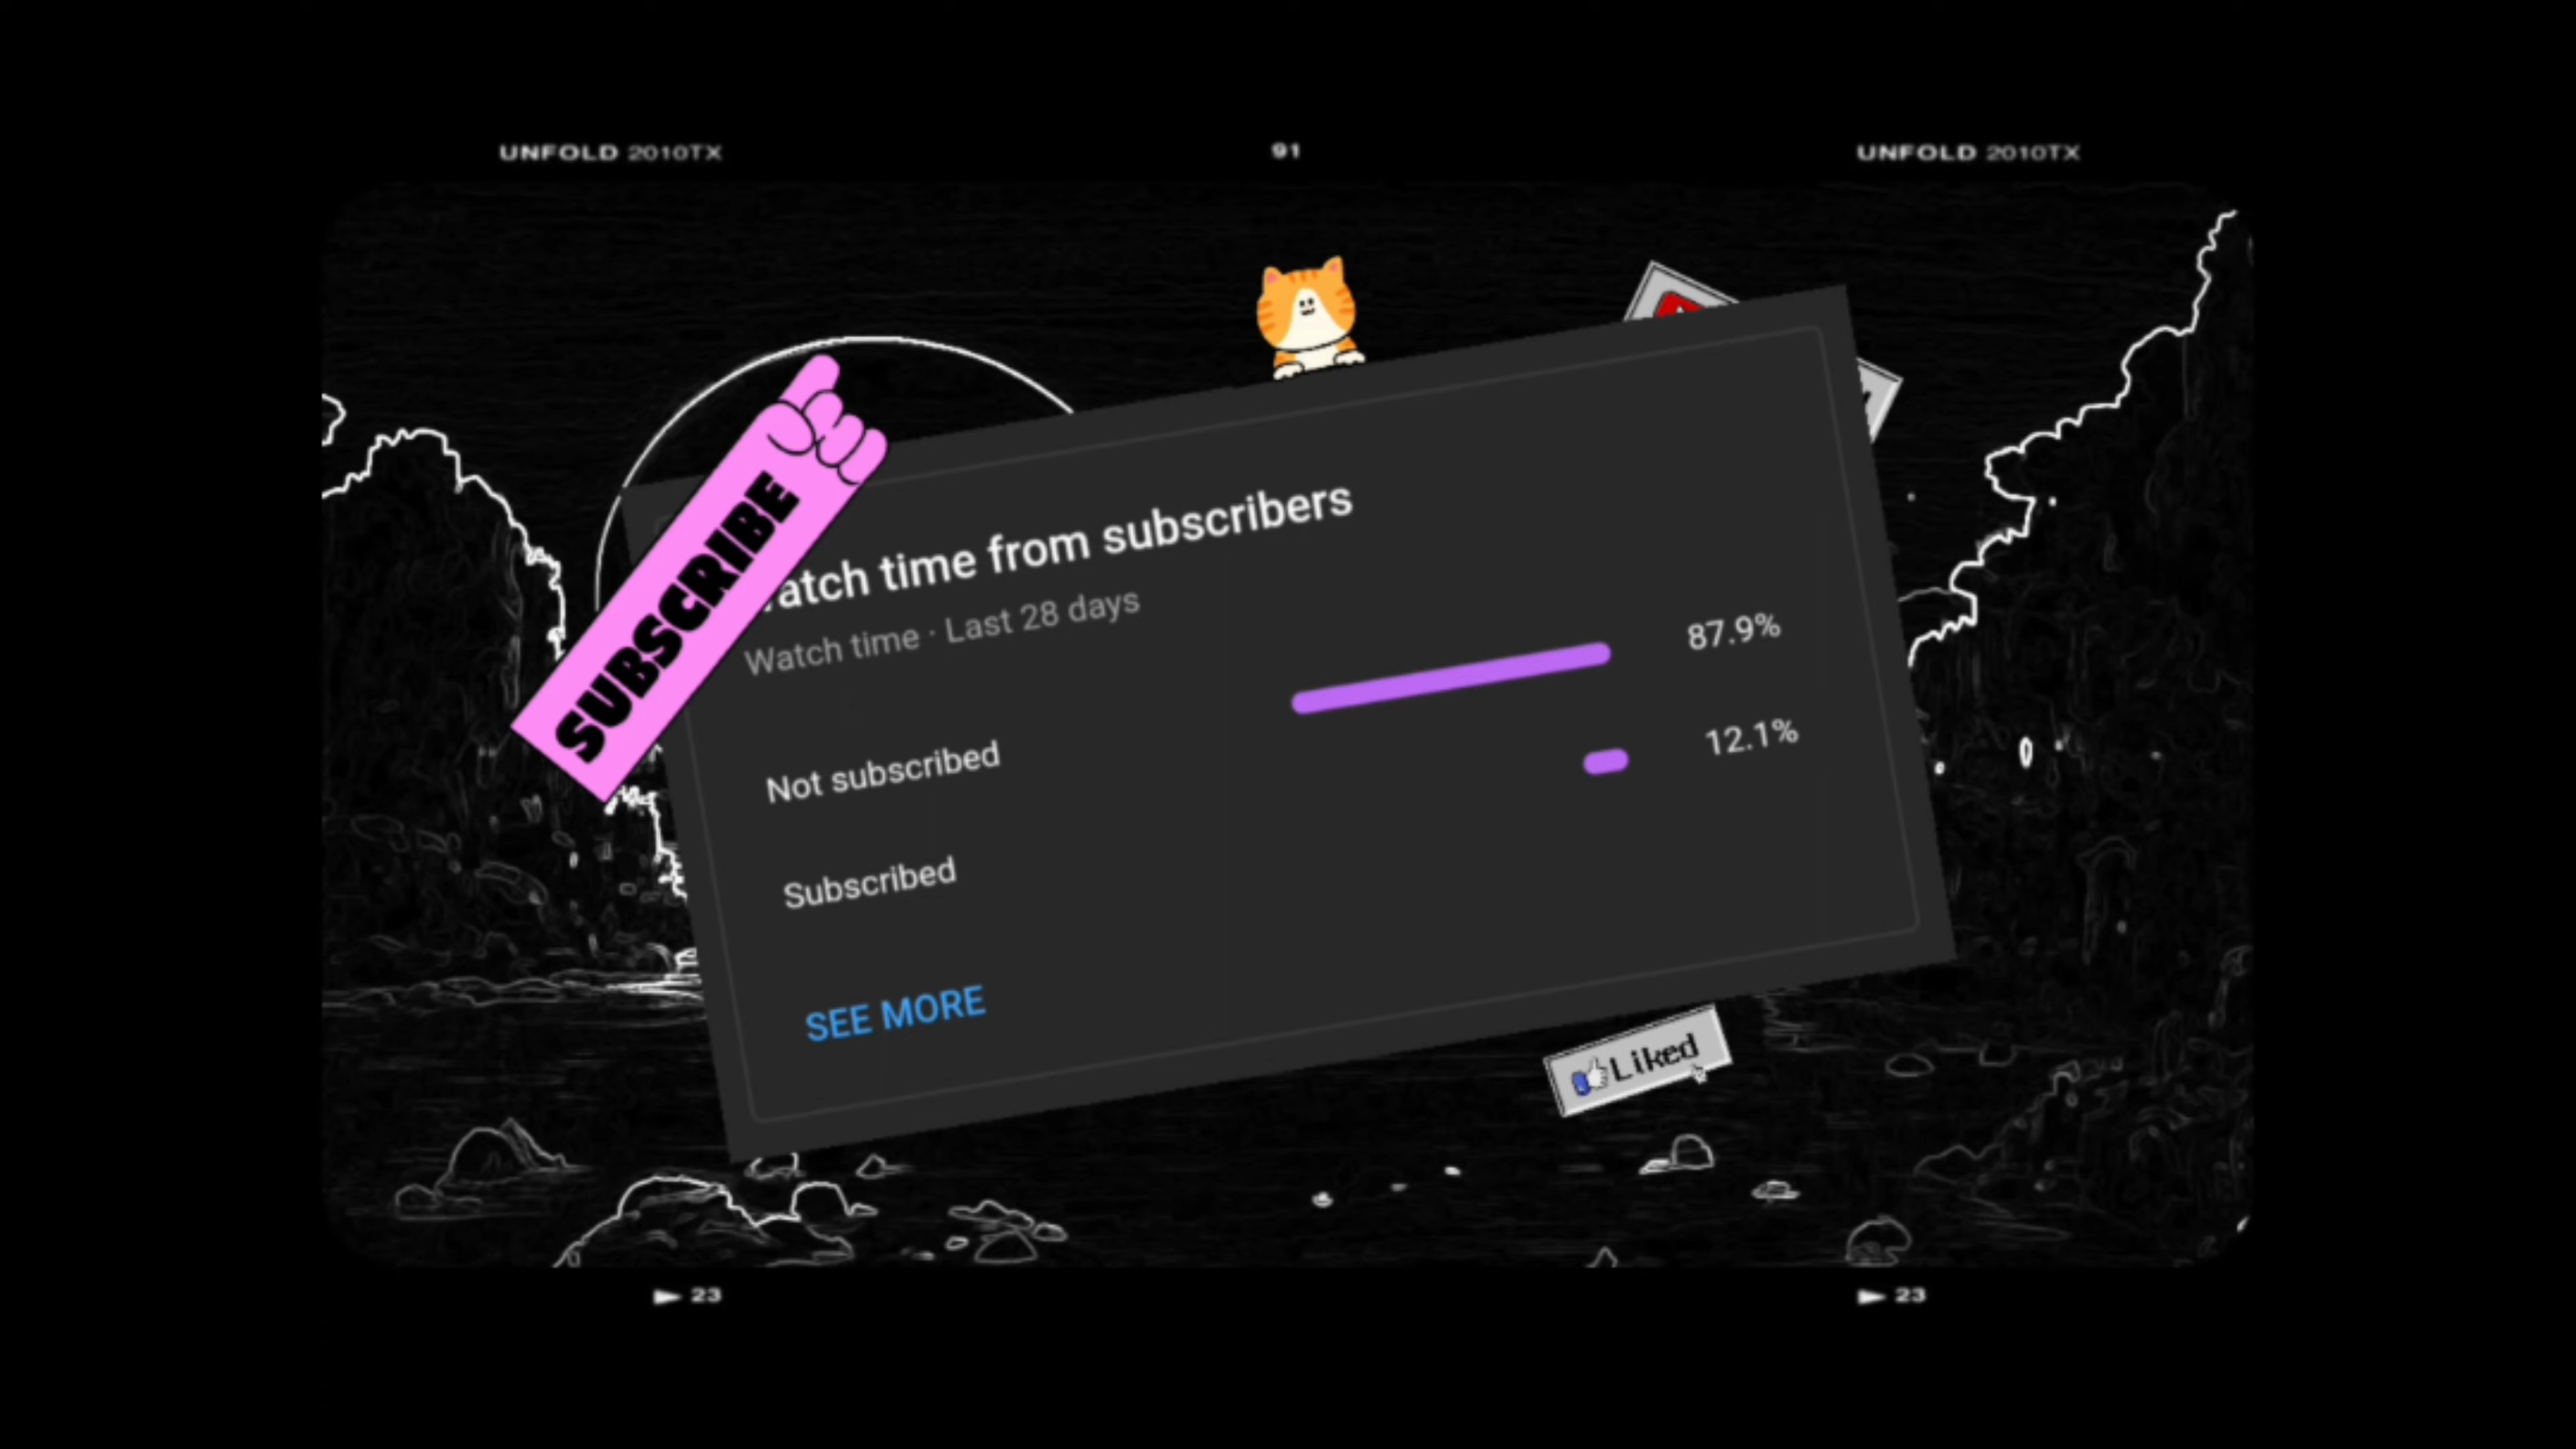 UNFOLD 2010TX
91
UNFOLD 2010TX
SUBSCRIBE
Watch time from subscribers
Watch time · Last 28 days
Not subscribed 87.9%
Subscribed 12.1%
SEE MORE
Liked
23
23